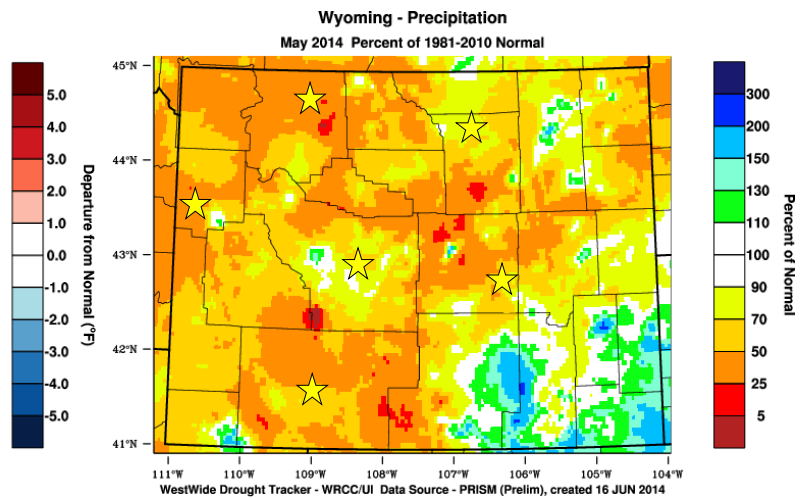 Wyoming - Precipitation
May 2014 Percent of 1981-2010 Normal
5.0
4.0
3.0
2.0
1.0
0.0
-1.0
-2.0
-3.0
-4.0
-5.0
Departure from Normal (°F)
45°N
44°N
43°N
42°N
41°N
111°W 110°W 109°W 108°W 107°W 106°W 105°W 104°W
300
200
150
130
110
100
90
70
50
25
5
Percent of Normal
WestWide Drought Tracker - WRCC/UI Data Source - PRISM (Prelim), created 16 JUN 2014